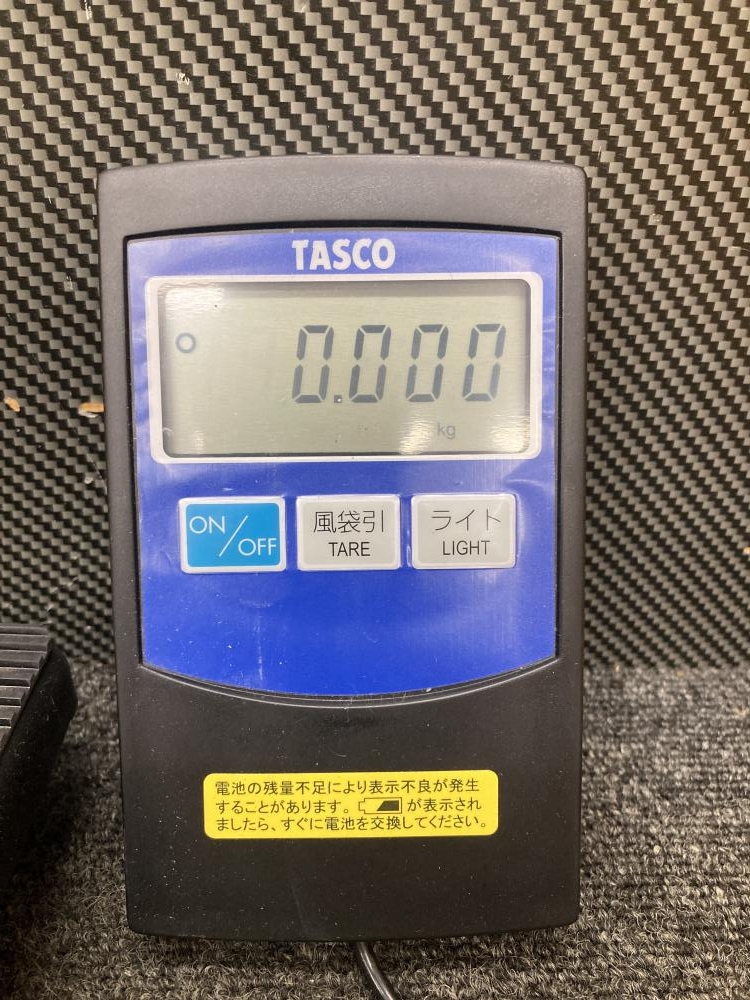 TASCO
0.000
kg
ON/OFF
風袋引
TARE
ライト
LIGHT
電池の残量不足により表示不良が発生
することがあります。が表示され
ましたら、すぐに電池を交換してください。